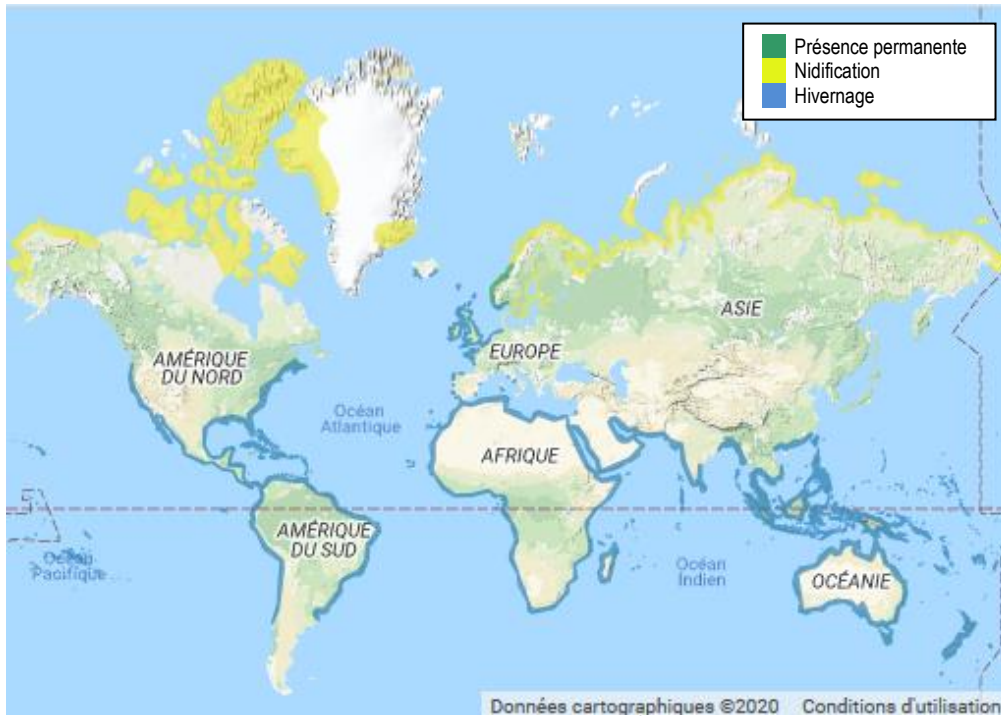 Présence permanente
Nidification
Hivernage
AMÉRIQUE
DU NORD
Océan
Atlantique
EUROPE
ASIE
AFRIQUE
AMÉRIQUE
DU SUD
Océan
Pacifique
Océan
Indien
OCÉANIE
Données cartographiques ©2020 Conditions d'utilisation